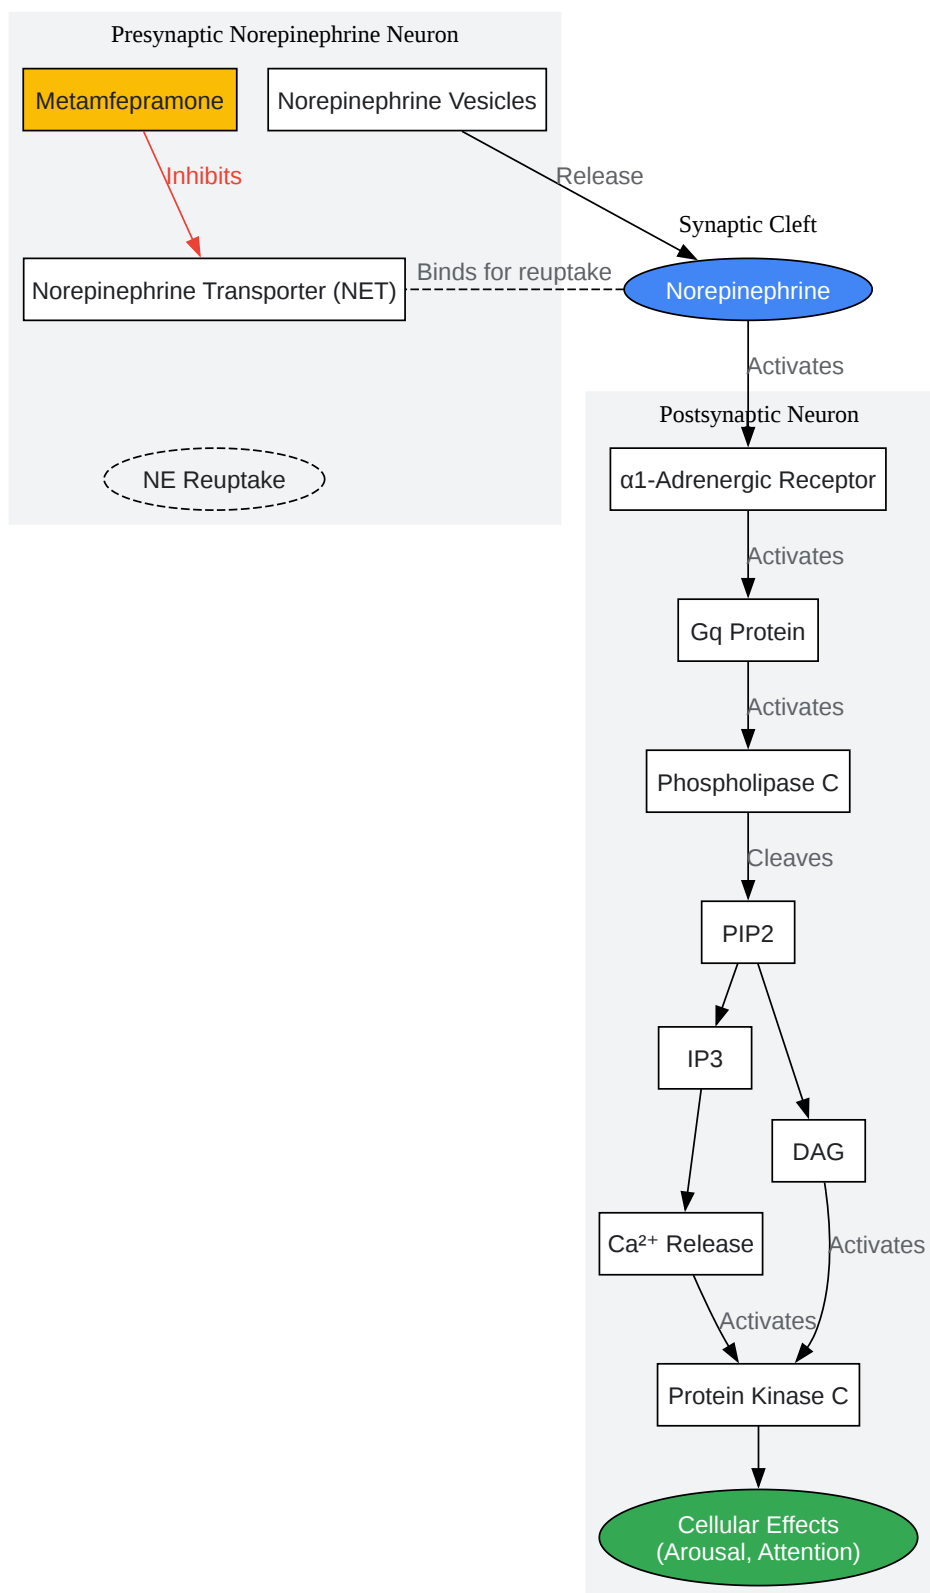 Presynaptic Norepinephrine Neuron
Metamfepramone
Norepinephrine Vesicles
Inhibits
Release
Synaptic Cleft
Norepinephrine Transporter (NET)
Binds for reuptake
Norepinephrine
Activates
Postsynaptic Neuron
NE Reuptake
α1-Adrenergic Receptor
Activates
Gq Protein
Activates
Phospholipase C
Cleaves
PIP2
IP3
DAG
Ca²⁺ Release
Activates
Activates
Protein Kinase C
Cellular Effects
(Arousal, Attention)